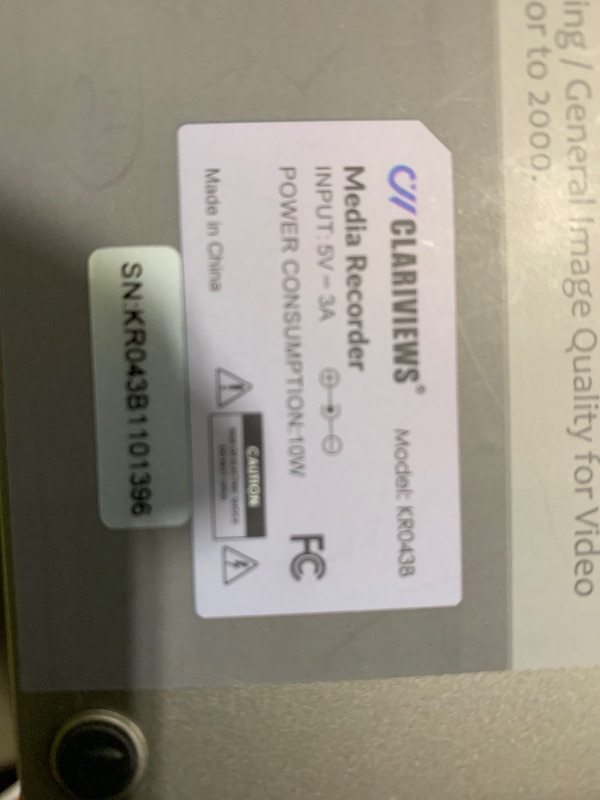 ing / General Image Quality for Video
or to 2000.
CLARIVIEWS® Model: KR043B
Media Recorder
INPUT: 5V ⎓ 3A
POWER CONSUMPTION:10W
FC
Made in China
CAUTION
SN:KR043B1101396